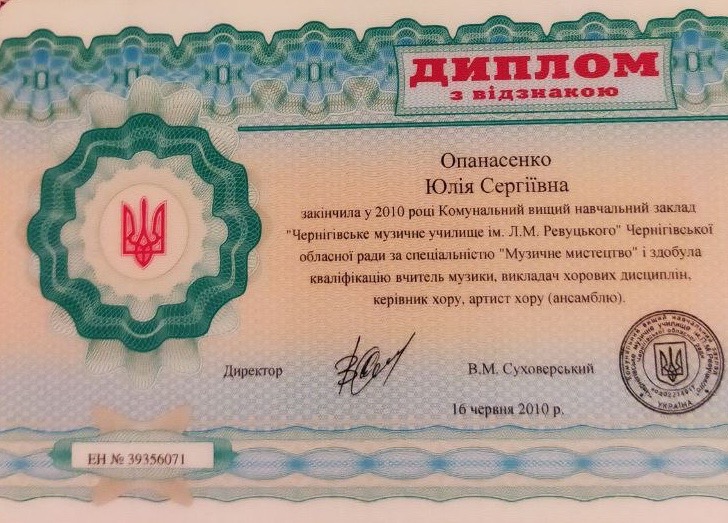 ДИПЛОМ
з відзнакою
Опанасенко
Юлія Сергіївна
закінчила у 2010 році Комунальний вищий навчальний заклад
"Чернігівське музичне училище ім. Л.М. Ревуцького" Чернігівської
обласної ради за спеціальністю "Музичне мистецтво" і здобула
кваліфікацію вчитель музики, викладач хорових дисциплін,
керівник хору, артист хору (ансамблю).
Директор
В.М. Суховерський
16 червня 2010 р.
ЕН № 39356071
УКРАЇНА